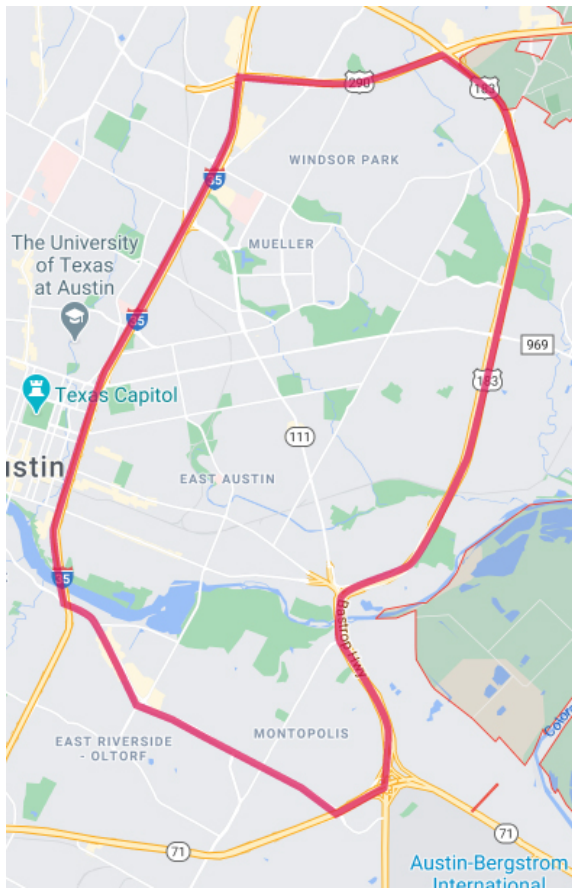 290
183
WINDSOR PARK
35
MUELLER
The University
of Texas
at Austin
35
969
183
Texas Capitol
111
ustin
EAST AUSTIN
35
Bastrop Hwy
MONTOPOLIS
EAST RIVERSIDE
- OLTORF
Colora
71
71
Austin-Bergstrom
International